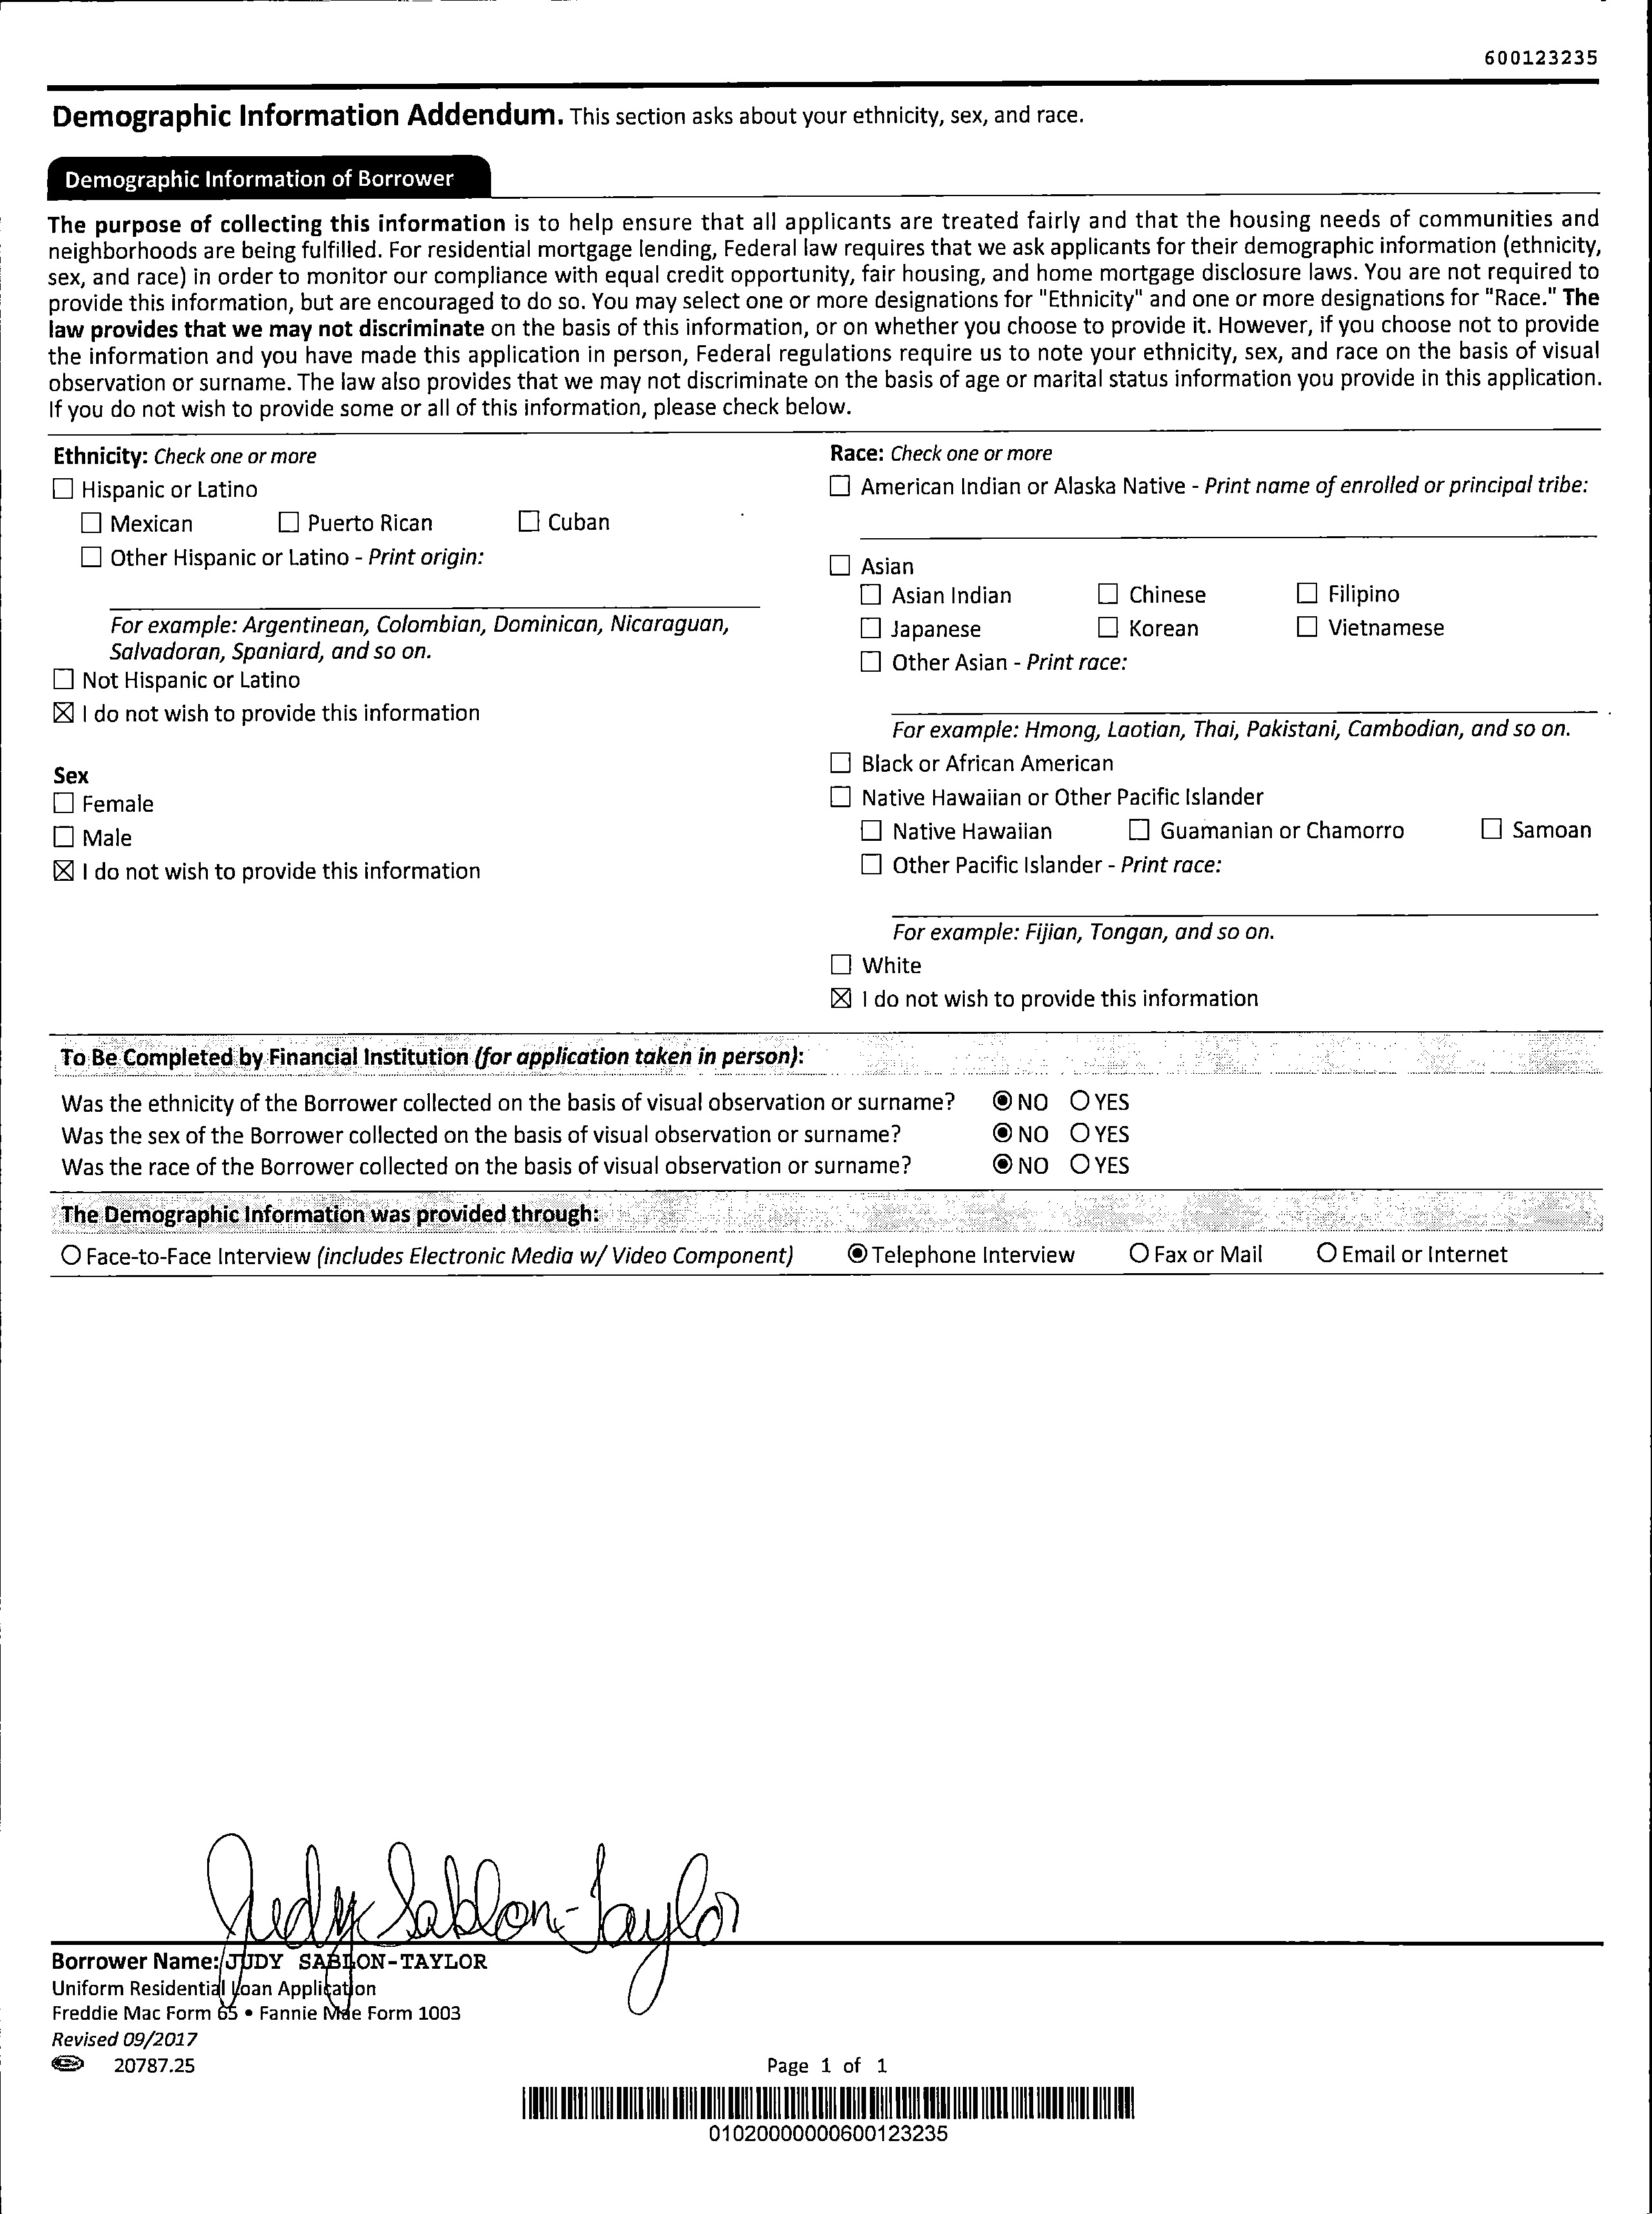 600123235
Demographic Information Addendum. This section asks about your ethnicity, sex, and race.
Demographic Information of Borrower
The purpose of collecting this information is to help ensure that all applicants are treated fairly and that the housing needs of communities and
neighborhoods are being fulfilled. For residential mortgage lending, Federal law requires that we ask applicants for their demographic information (ethnicity,
sex, and race) in order to monitor our compliance with equal credit opportunity, fair housing, and home mortgage disclosure laws. You are not required to
provide this information, but are encouraged to do so. You may select one or more designations for "Ethnicity" and one or more designations for "Race." The
law provides that we may not discriminate on the basis of this information, or on whether you choose to provide it. However, if you choose not to provide
the information and you have made this application in person, Federal regulations require us to note your ethnicity, sex, and race on the basis of visual
observation or surname. The law also provides that we may not discriminate on the basis of age or marital status information you provide in this application.
If you do not wish to provide some or all of this information, please check below.
Ethnicity: Check one or more
☐ Hispanic or Latino
☐ Mexican ☐ Puerto Rican ☐ Cuban
☐ Other Hispanic or Latino - Print origin:
For example: Argentinean, Colombian, Dominican, Nicaraguan,
Salvadoran, Spaniard, and so on.
☐ Not Hispanic or Latino
☒ I do not wish to provide this information
Sex
☐ Female
☐ Male
☒ I do not wish to provide this information
Race: Check one or more
☐ American Indian or Alaska Native - Print name of enrolled or principal tribe:
☐ Asian
☐ Asian Indian ☐ Chinese ☐ Filipino
☐ Japanese ☐ Korean ☐ Vietnamese
☐ Other Asian - Print race:
For example: Hmong, Laotian, Thai, Pakistani, Cambodian, and so on.
☐ Black or African American
☐ Native Hawaiian or Other Pacific Islander
☐ Native Hawaiian ☐ Guamanian or Chamorro ☐ Samoan
☐ Other Pacific Islander - Print race:
For example: Fijian, Tongan, and so on.
☐ White
☒ I do not wish to provide this information
To Be Completed by Financial Institution (for application taken in person):
Was the ethnicity of the Borrower collected on the basis of visual observation or surname? ◉ NO ○ YES
Was the sex of the Borrower collected on the basis of visual observation or surname? ◉ NO ○ YES
Was the race of the Borrower collected on the basis of visual observation or surname? ◉ NO ○ YES
The Demographic Information was provided through:
○ Face-to-Face Interview (includes Electronic Media w/ Video Component) ◉ Telephone Interview ○ Fax or Mail ○ Email or Internet
Judy Sablon-Taylor
Borrower Name: JUDY SABLON-TAYLOR
Uniform Residential Loan Application
Freddie Mac Form 65 • Fannie Mae Form 1003
Revised 09/2017
20787.25
Page 1 of 1
01020000000600123235